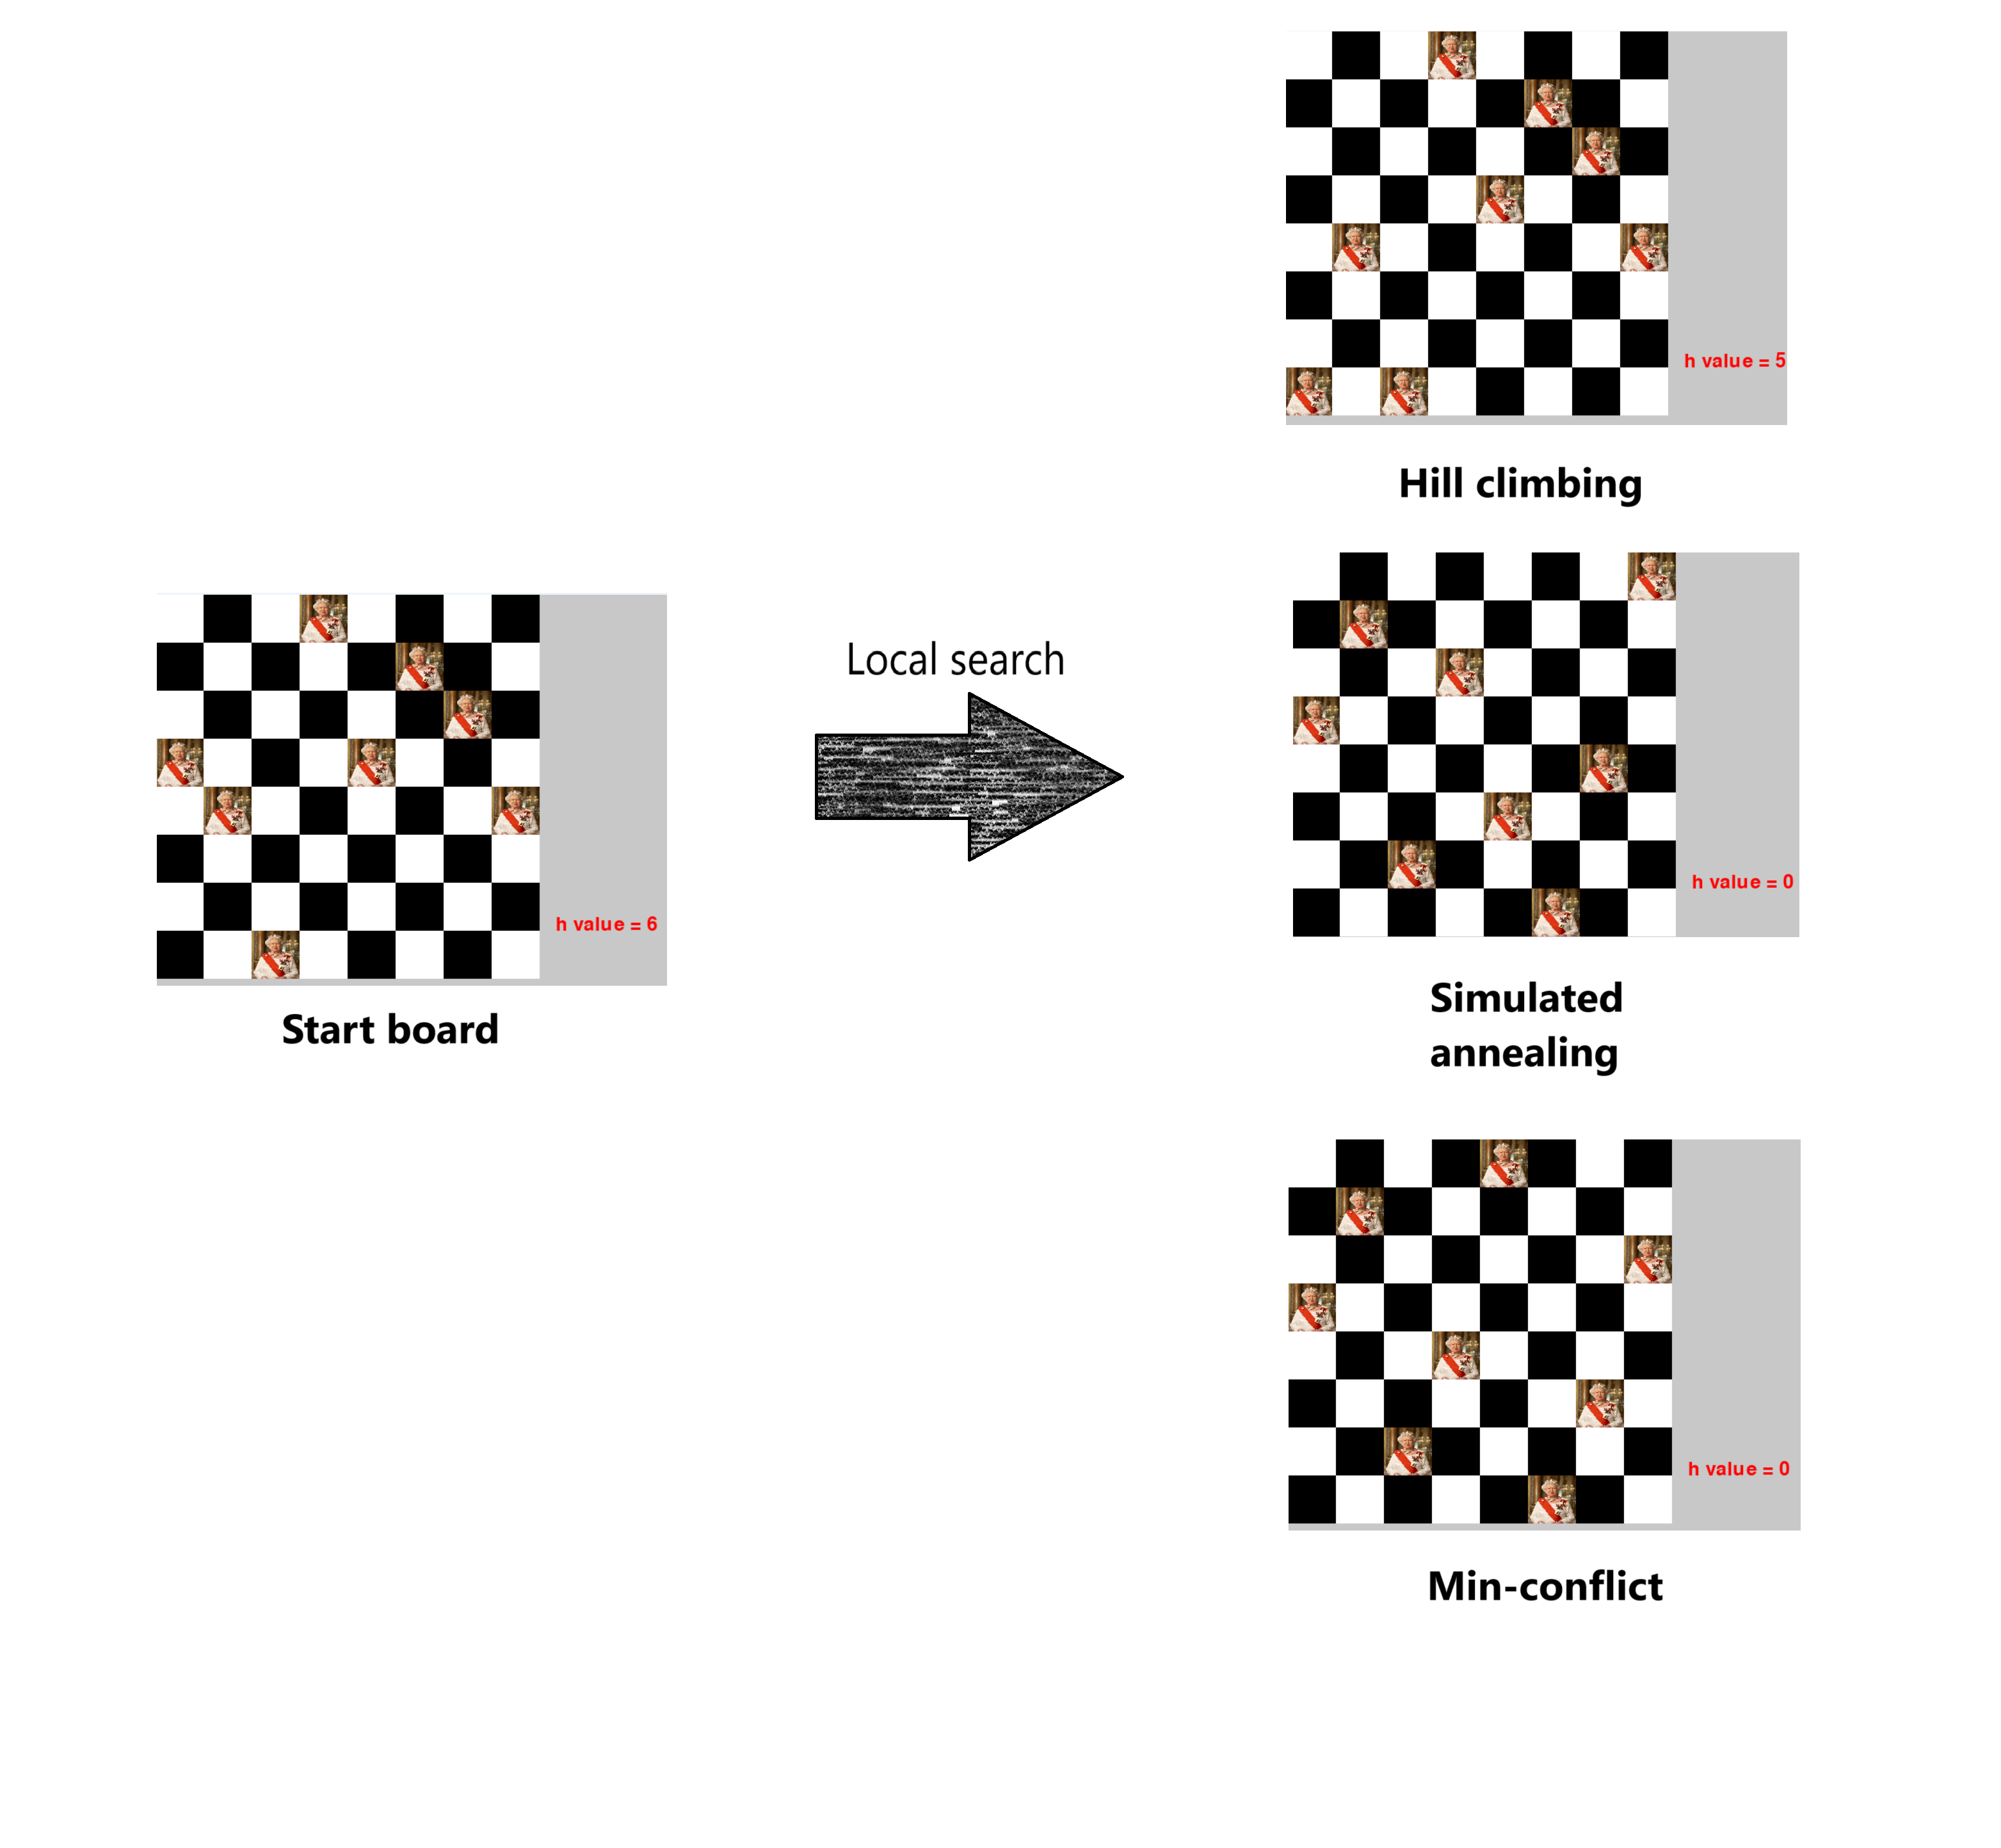 h value = 5
Hill climbing
Local search
h value = 6
Start board
h value = 0
Simulated
annealing
h value = 0
Min-conflict